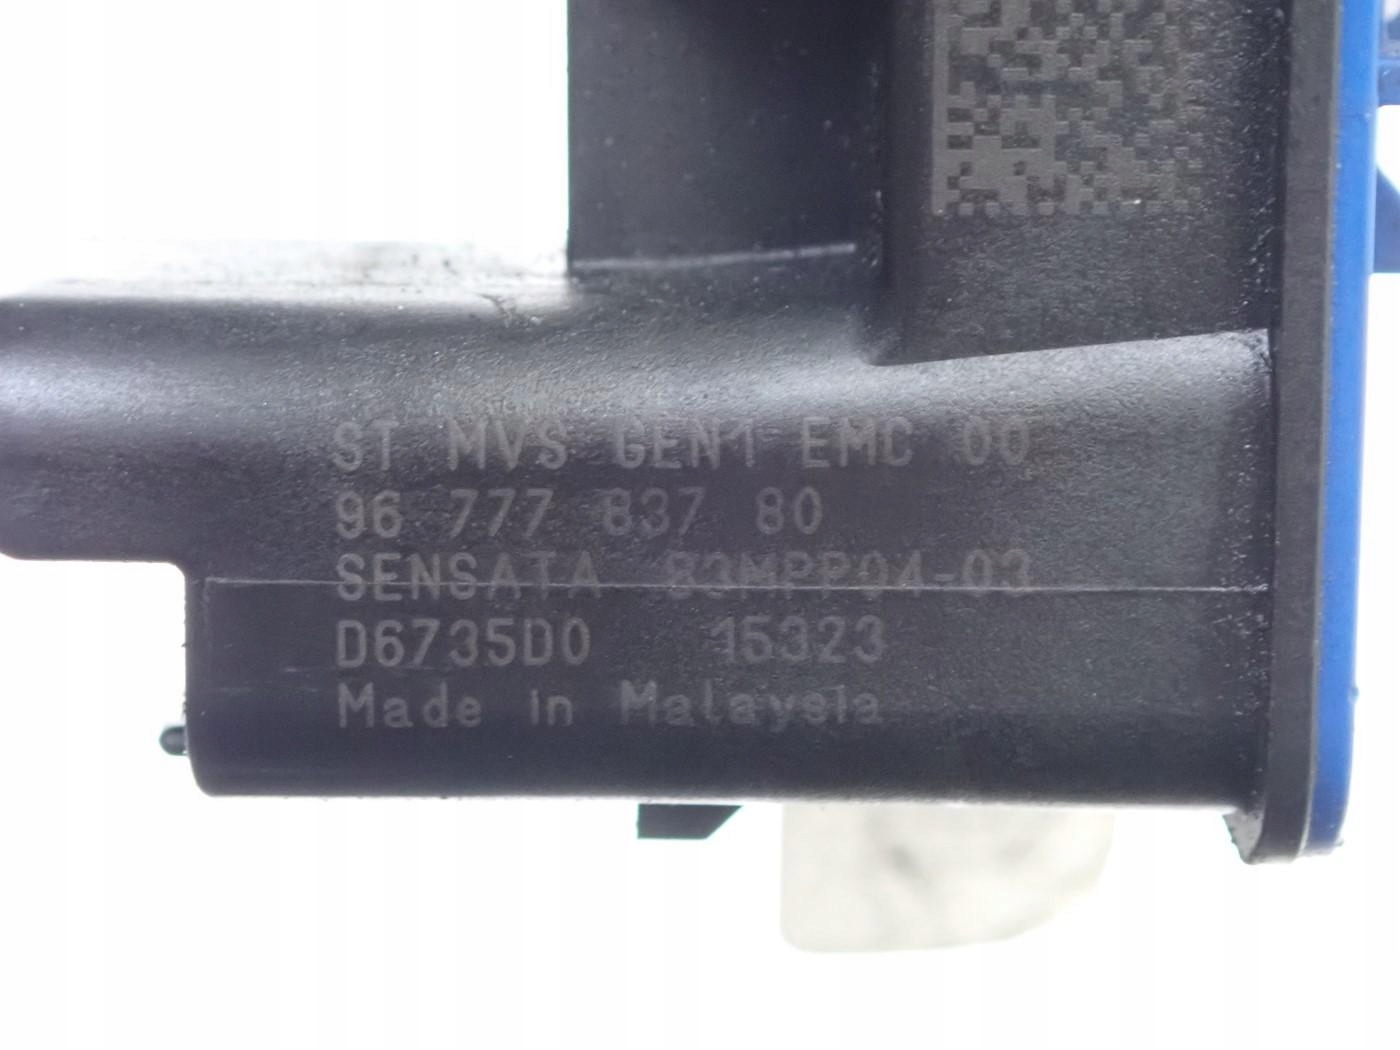 ST MVS GEN1 EMC 00
96 777 837 80
SENSATA 83MPP04-03
D6735D0 15323
Made in Malaysia